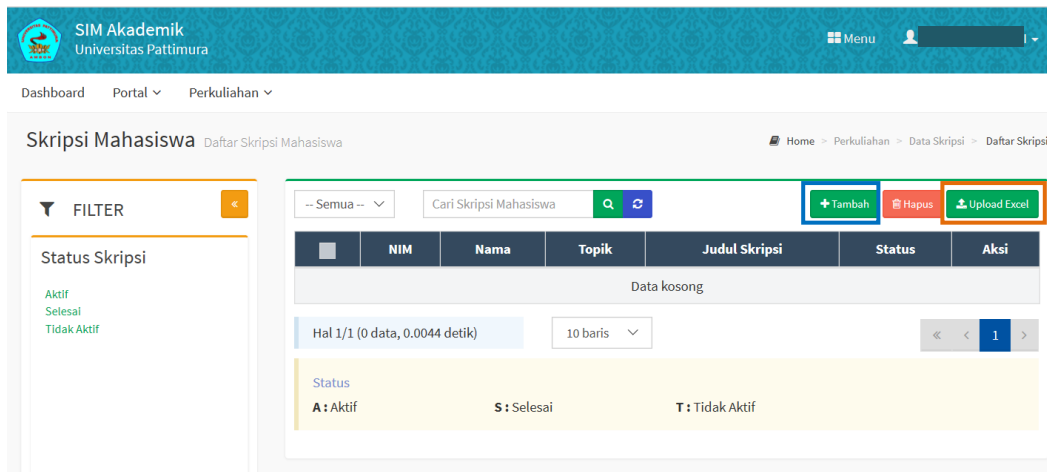 SIM Akademik
Universitas Pattimura
Menu
Dashboard Portal Perkuliahan
Skripsi Mahasiswa Daftar Skripsi Mahasiswa
Home > Perkuliahan > Data Skripsi > Daftar Skripsi
FILTER
«
Status Skripsi
Aktif
Selesai
Tidak Aktif
-- Semua -- Cari Skripsi Mahasiswa + Tambah Hapus Upload Excel
NIM Nama Topik Judul Skripsi Status Aksi
Data kosong
Hal 1/1 (0 data, 0.0044 detik) 10 baris « < 1 >
Status
A : Aktif S : Selesai T : Tidak Aktif